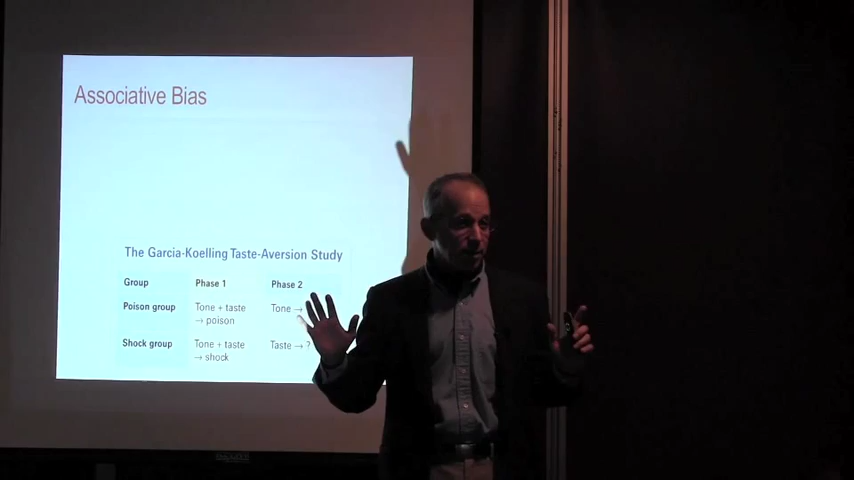 Associative Bias
The Garcia-Koelling Taste-Aversion Study
Group Phase 1 Phase 2
Poison group Tone + taste Tone →
→ poison
Shock group Tone + taste Taste → ?
→ shock